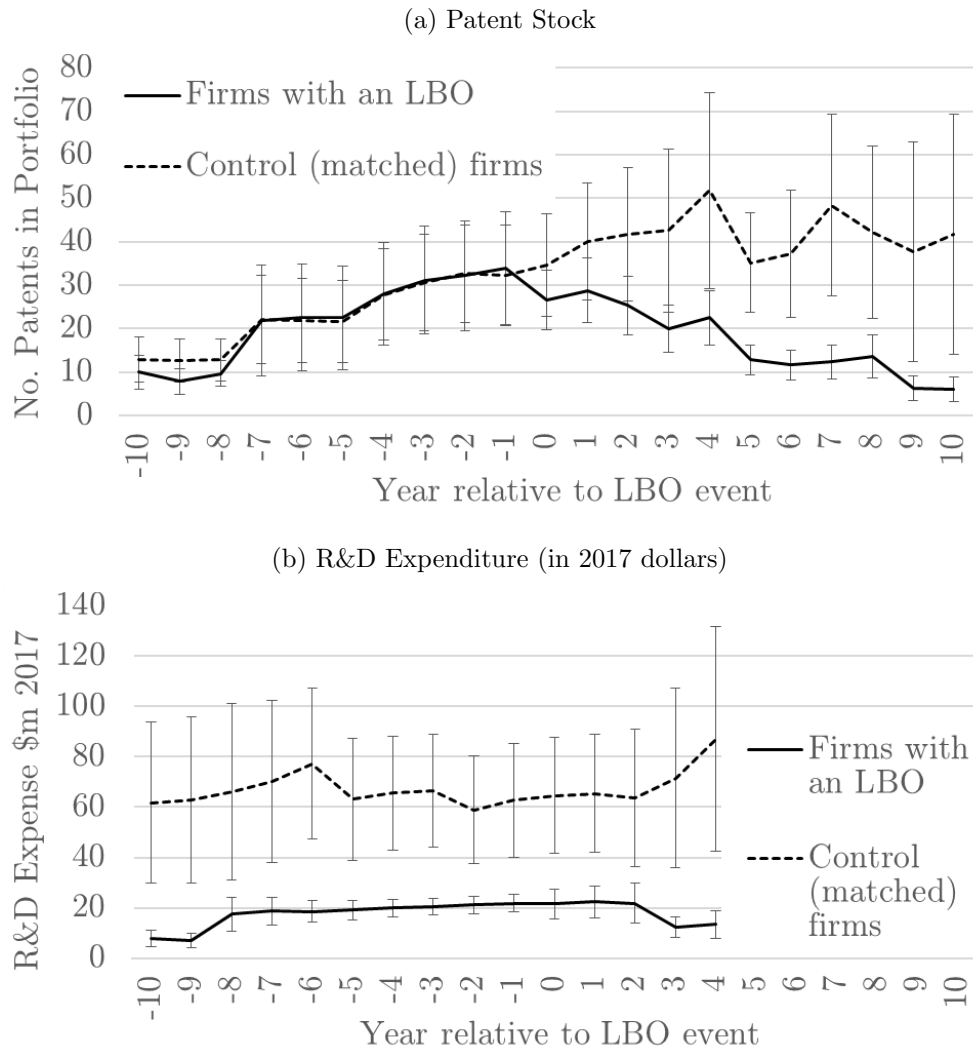 (a) Patent Stock
No. Patents in Portfolio
80
70
60
50
40
30
20
10
0
Firms with an LBO
Control (matched) firms
-10 -9 -8 -7 -6 -5 -4 -3 -2 -1 0 1 2 3 4 5 6 7 8 9 10
Year relative to LBO event
(b) R&D Expenditure (in 2017 dollars)
R&D Expense $m 2017
140
120
100
80
60
40
20
0
Firms with
an LBO
Control
(matched)
firms
-10 -9 -8 -7 -6 -5 -4 -3 -2 -1 0 1 2 3 4 5 6 7 8 9 10
Year relative to LBO event